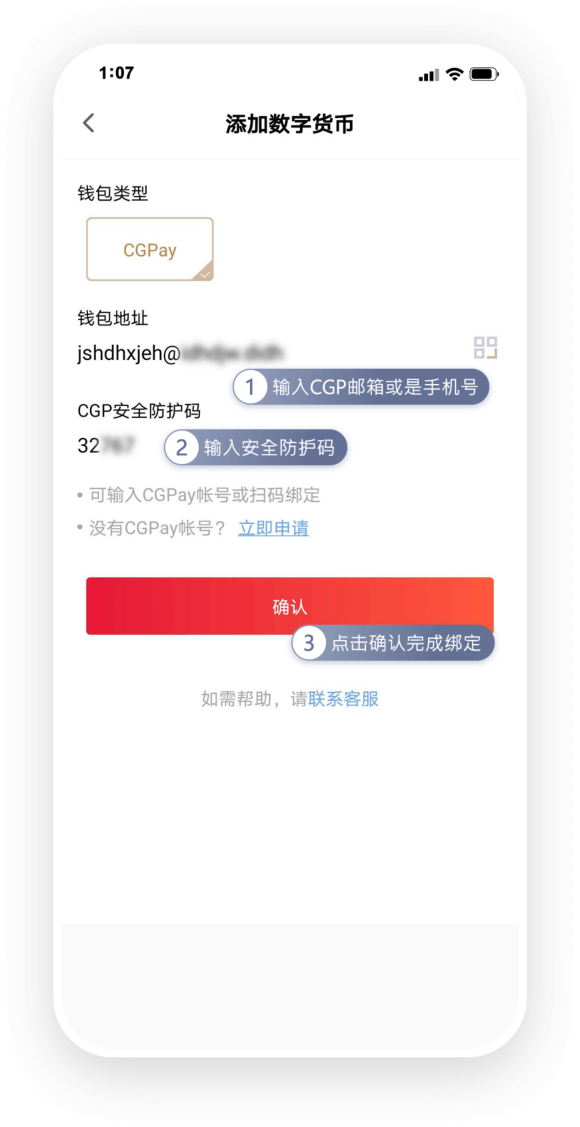 1:07
添加数字货币
钱包类型
CGPay
钱包地址
jshdhxjeh@
1 输入CGP邮箱或是手机号
CGP安全防护码
32
2 输入安全防护码
• 可输入CGPay帐号或扫码绑定
• 没有CGPay帐号？ 立即申请
确认
3 点击确认完成绑定
如需帮助，请联系客服